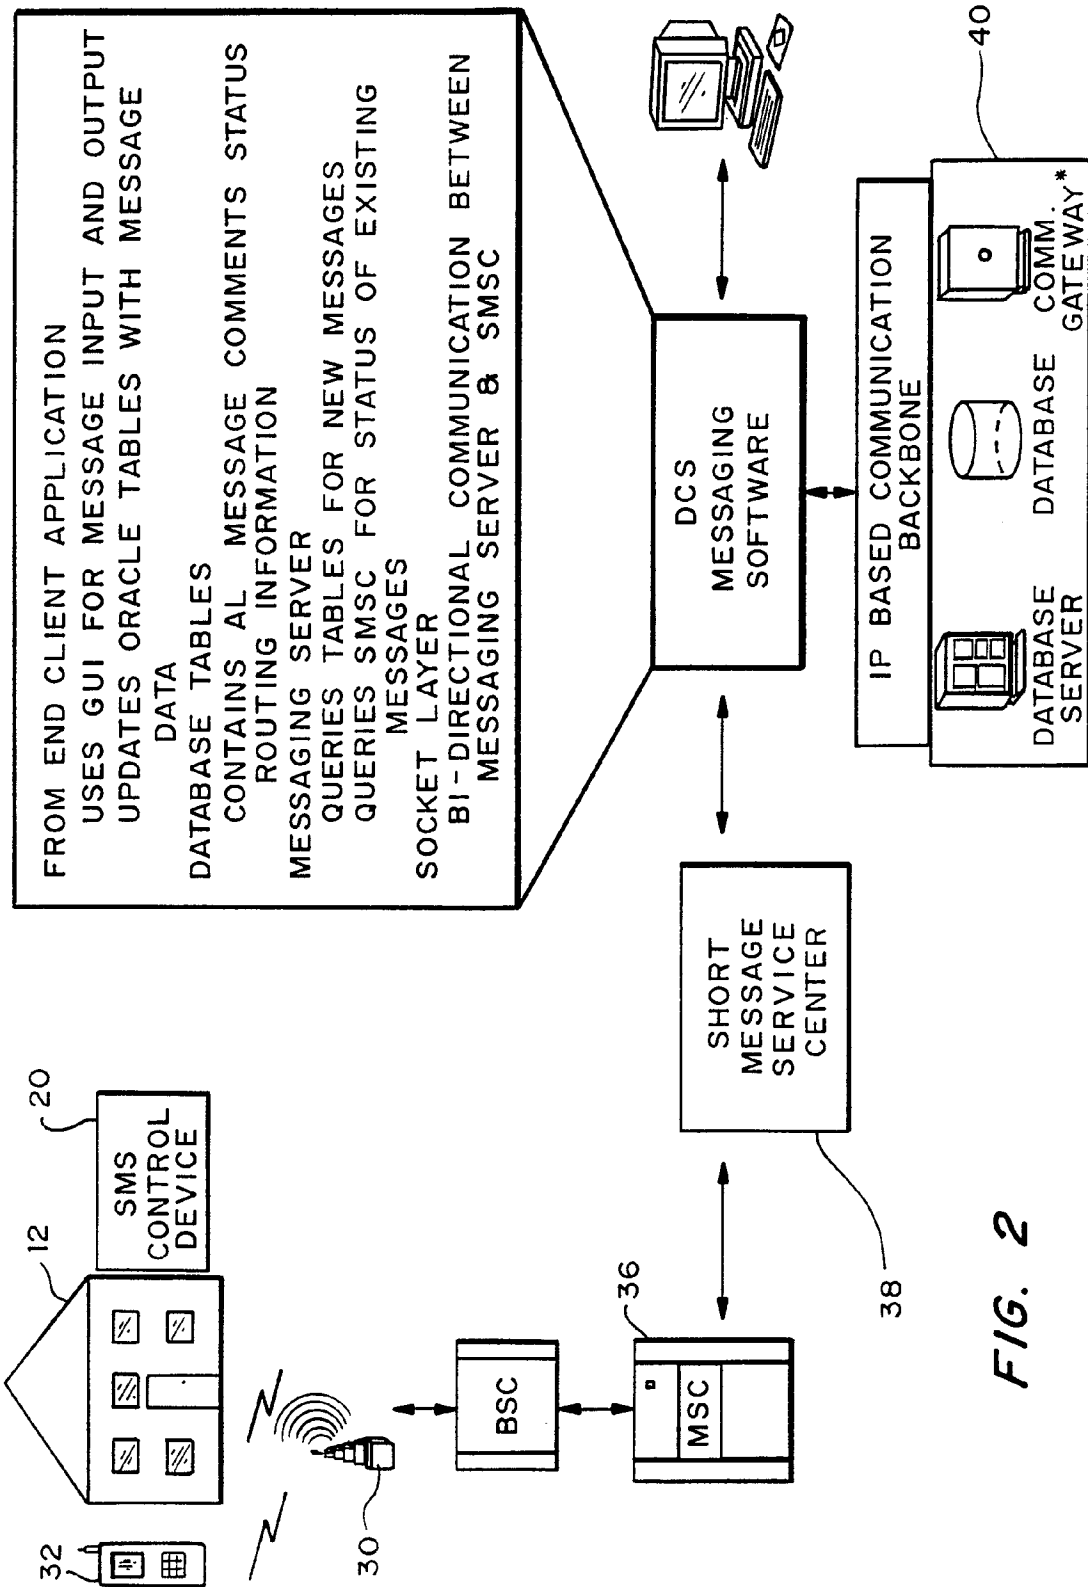 FROM END CLIENT APPLICATION
USES GUI FOR MESSAGE INPUT AND OUTPUT
UPDATES ORACLE TABLES WITH MESSAGE
DATA
DATABASE TABLES
CONTAINS AL MESSAGE COMMENTS STATUS
ROUTING INFORMATION
MESSAGING SERVER
QUERIES TABLES FOR NEW MESSAGES
QUERIES SMSC FOR STATUS OF EXISTING
MESSAGES
SOCKET LAYER
BI-DIRECTIONAL COMMUNICATION BETWEEN
MESSAGING SERVER & SMSC
32
12
20
SMS
CONTROL
DEVICE
30
BSC
36
MSC
SHORT
MESSAGE
SERVICE
CENTER
38
DCS
MESSAGING
SOFTWARE
IP BASED COMMUNICATION
BACKBONE
40
DATABASE
SERVER
DATABASE
COMM.
GATEWAY*
FIG. 2